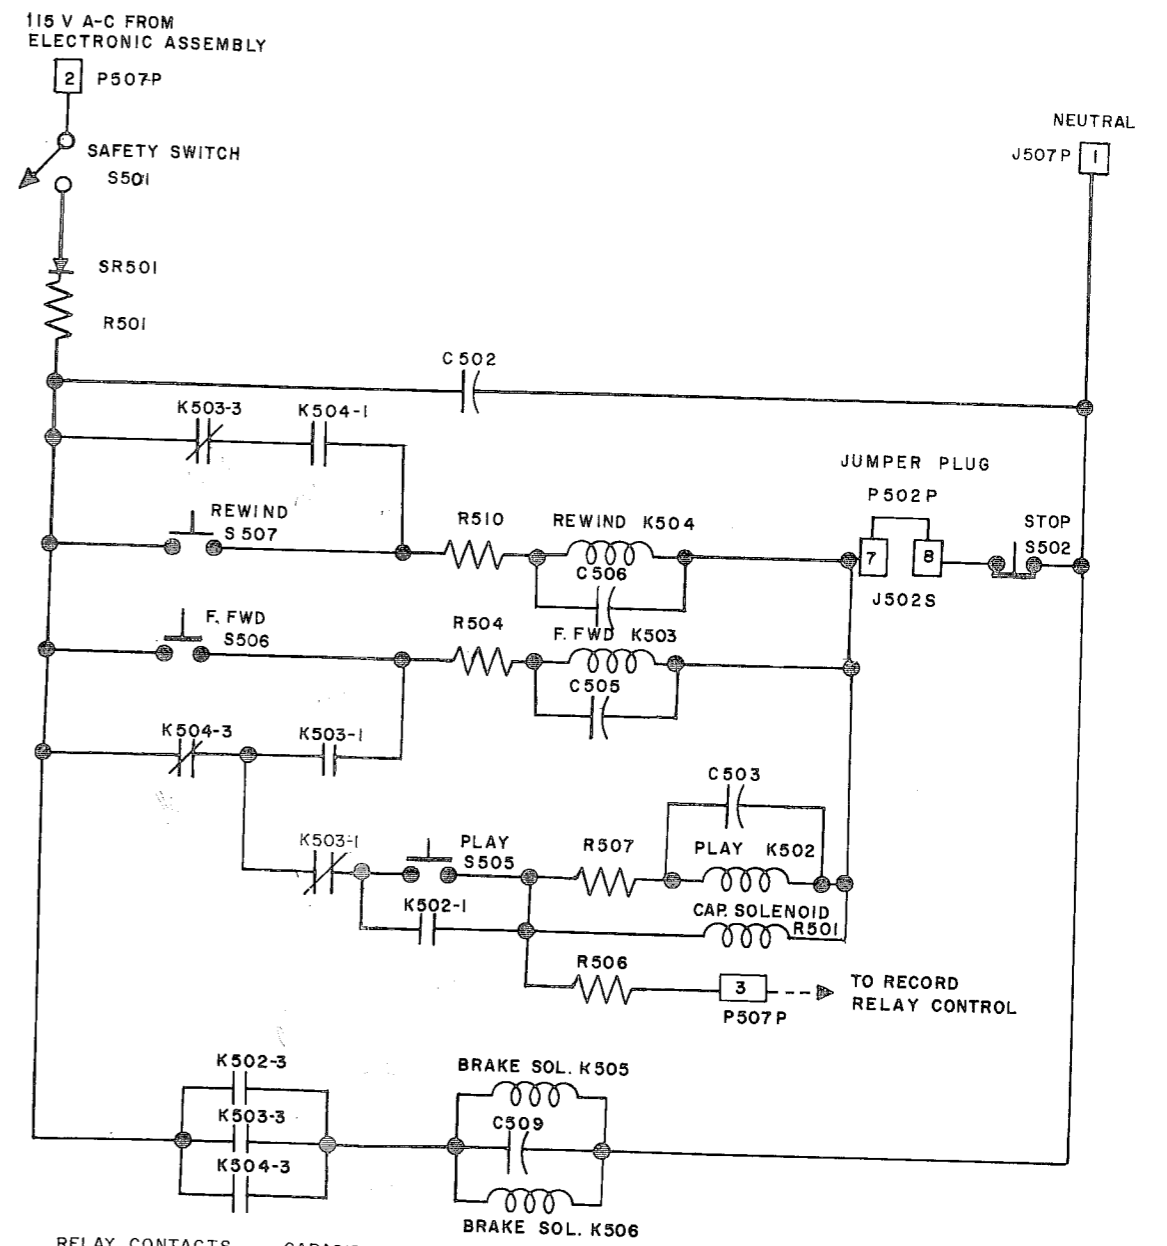 115 V A-C FROM
ELECTRONIC ASSEMBLY
2 P507P
SAFETY SWITCH
S501
NEUTRAL
J507P 1
SR501
R501
C502
K503-3 K504-1
JUMPER PLUG
P502P
REWIND
S507
R510
REWIND K504
C506
7 8
J502S
STOP
S502
F. FWD
S506
R504
F. FWD K503
C505
K504-3 K503-1
C503
K503-1
PLAY
S505
R507
PLAY K502
K502-1
CAP. SOLENOID
R501
R506
3
P507P
TO RECORD
RELAY CONTROL
K502-3
K503-3
K504-3
BRAKE SOL. K505
C509
BRAKE SOL. K506
RELAY CONTACTS